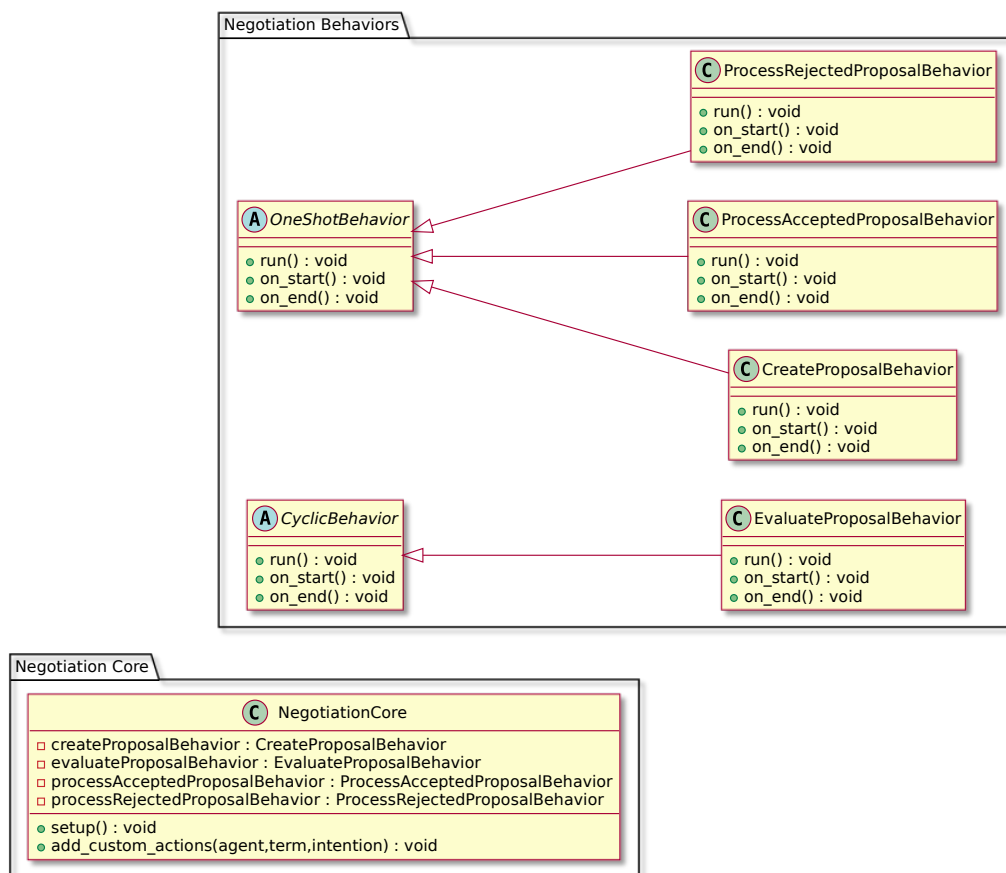 Negotiation Behaviors
C ProcessRejectedProposalBehavior
run() : void
on_start() : void
on_end() : void
A OneShotBehavior
run() : void
on_start() : void
on_end() : void
C ProcessAcceptedProposalBehavior
run() : void
on_start() : void
on_end() : void
C CreateProposalBehavior
run() : void
on_start() : void
on_end() : void
A CyclicBehavior
run() : void
on_start() : void
on_end() : void
C EvaluateProposalBehavior
run() : void
on_start() : void
on_end() : void
Negotiation Core
C NegotiationCore
createProposalBehavior : CreateProposalBehavior
evaluateProposalBehavior : EvaluateProposalBehavior
processAcceptedProposalBehavior : ProcessAcceptedProposalBehavior
processRejectedProposalBehavior : ProcessRejectedProposalBehavior
setup() : void
add_custom_actions(agent,term,intention) : void